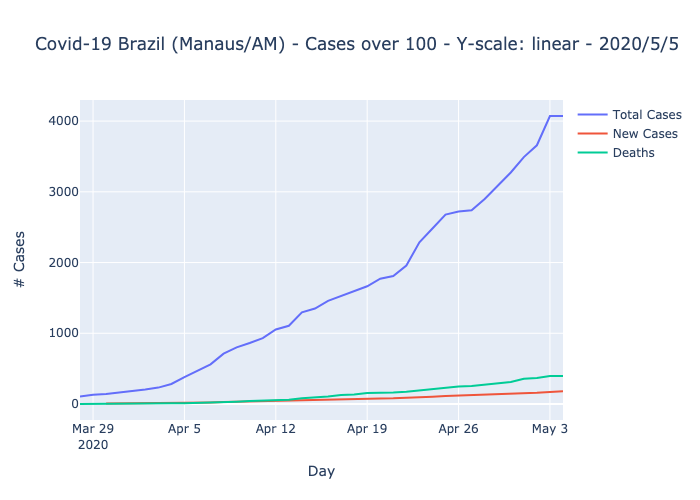 Covid-19 Brazil (Manaus/AM) - Cases over 100 - Y-scale: linear - 2020/5/5
Total Cases
New Cases
Deaths
4000
3000
2000
1000
0
# Cases
Mar 29
2020
Apr 5
Apr 12
Apr 19
Apr 26
May 3
Day